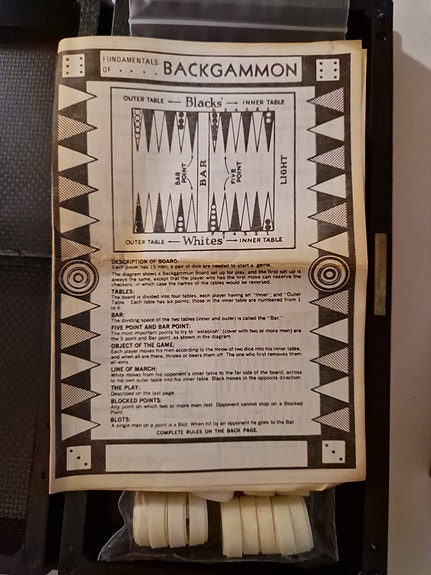 FUNDAMENTALS
OF . . . . BACKGAMMON
OUTER TABLE — Blacks' — INNER TABLE
BAR
POINT
BAR
FIVE
POINT
LIGHT
OUTER TABLE — Whites' — INNER TABLE
DESCRIPTION OF BOARD:
Each player has 15 men, a pair of dice are needed to start a game.
The diagram shows a Backgammon Board set up for play, and the first set up is
always the same, except that the player who has the first move can reverse the
checkers, in which case the names of the tables would be reversed.
TABLES:
The board is divided into four tables, each player having an "Inner", and "Outer
Table". Each table has six points, those in the inner table are numbered from 1
to 6.
BAR:
The dividing space of the two tables (inner and outer) is called the "Bar."
FIVE POINT AND BAR POINT:
The most important points to try to "establish" (cover with two or more men) are
the 5 point and Bar point, as shown in the diagram.
OBJECT OF THE GAME:
Each player moves his men according to the throw of two dice into his inner table,
and when all are there, throws or bears them off. The one who first removes them
all wins.
LINE OF MARCH:
White moves from his opponent's inner table to the far side of the board, across
to his own outer table into his inner table. Black moves in the opposite direction.
THE PLAY:
Described on the last page.
BLOCKED POINTS:
Any point on which two or more men rest. Opponent cannot stop on a Blocked
Point.
BLOTS:
A single man on a point is a Blot. When hit by an opponent he goes to the Bar.
COMPLETE RULES ON THE BACK PAGE.